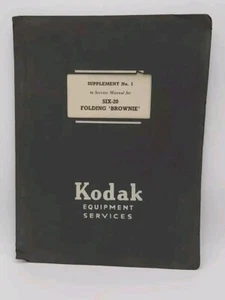 SUPPLEMENT No. 1
to Service Manual for
SIX-20
FOLDING 'BROWNIE'
Kodak
EQUIPMENT
SERVICES